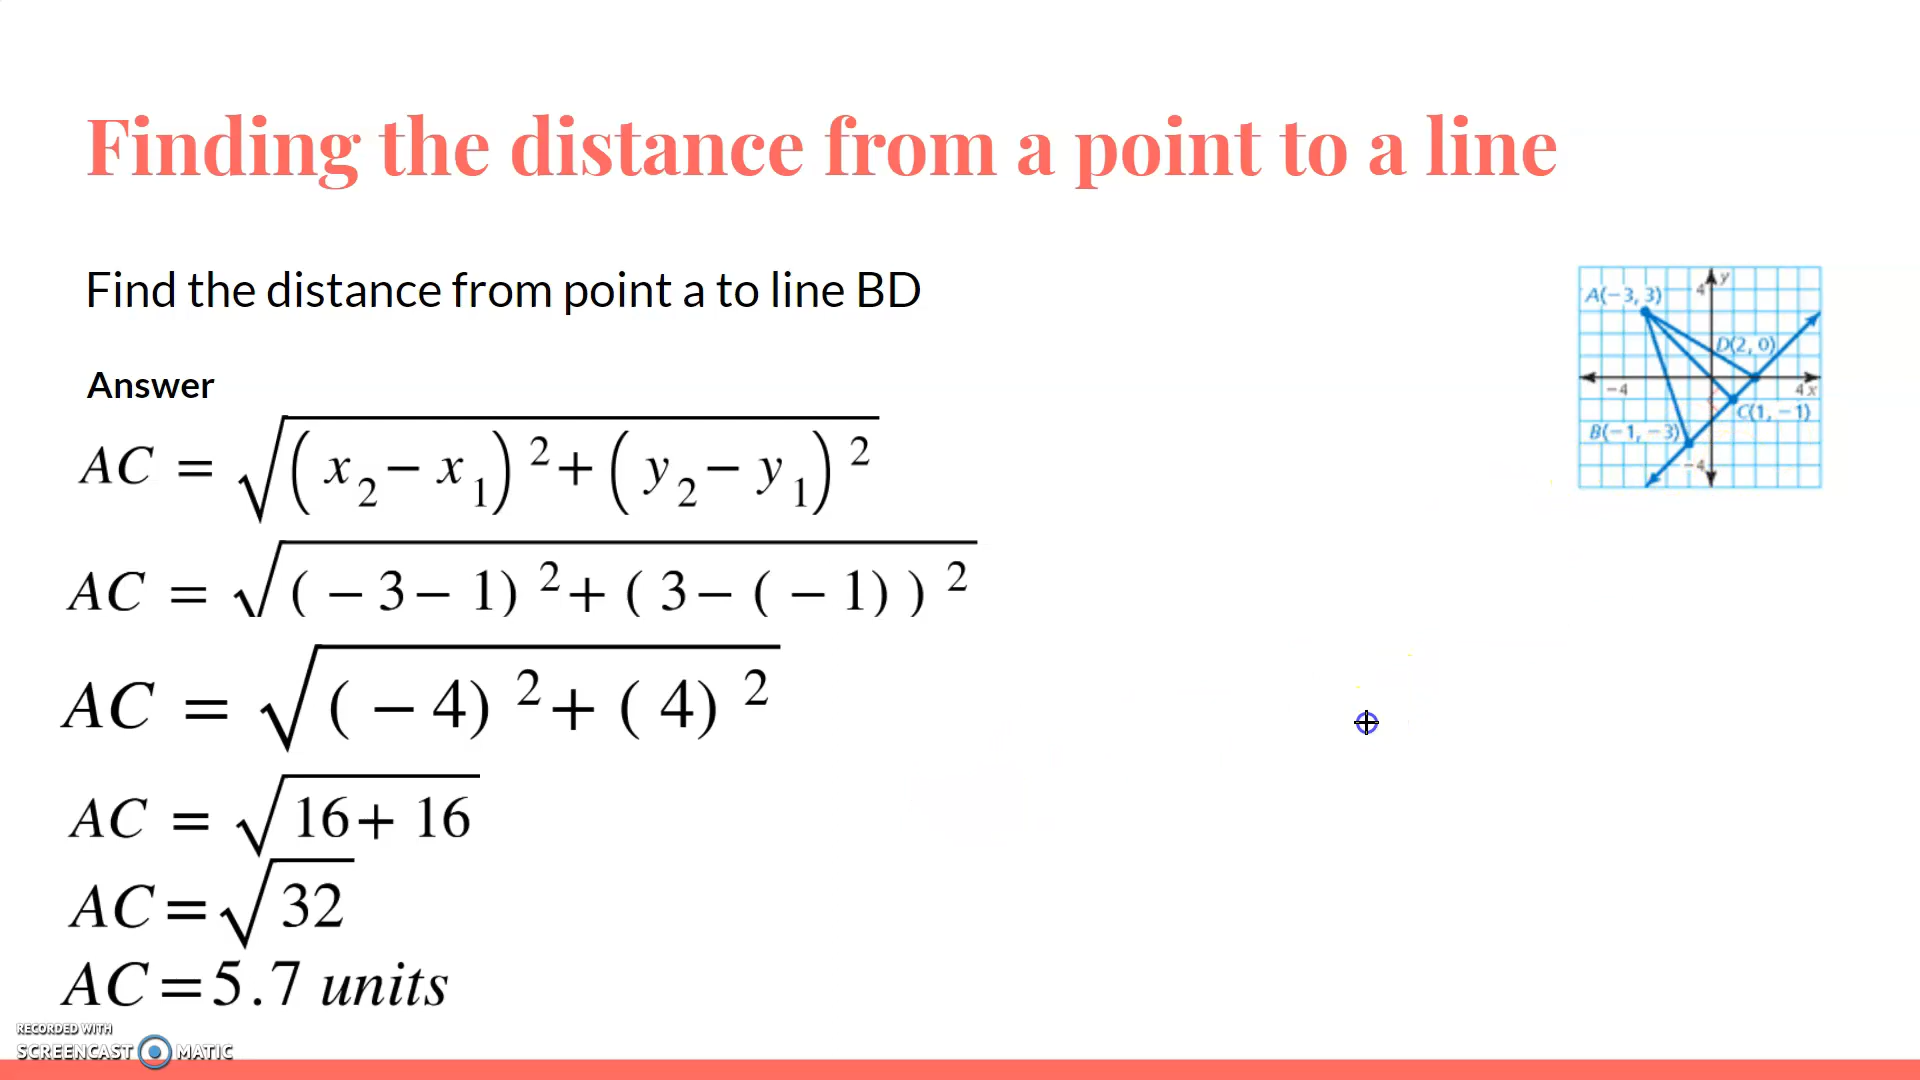 Finding the distance from a point to a line
Find the distance from point a to line BD
Answer
AC = √((x₂ − x₁)² + (y₂ − y₁)²)
AC = √((−3 − 1)² + (3 − (−1))²)
AC = √((−4)² + (4)²)
AC = √(16 + 16)
AC = √32
AC = 5.7 units
4 y
A(−3, 3)
D(2, 0)
−4 4 x
C(1, −1)
B(−1, −3)
−4
RECORDED WITH
SCREENCAST MATIC